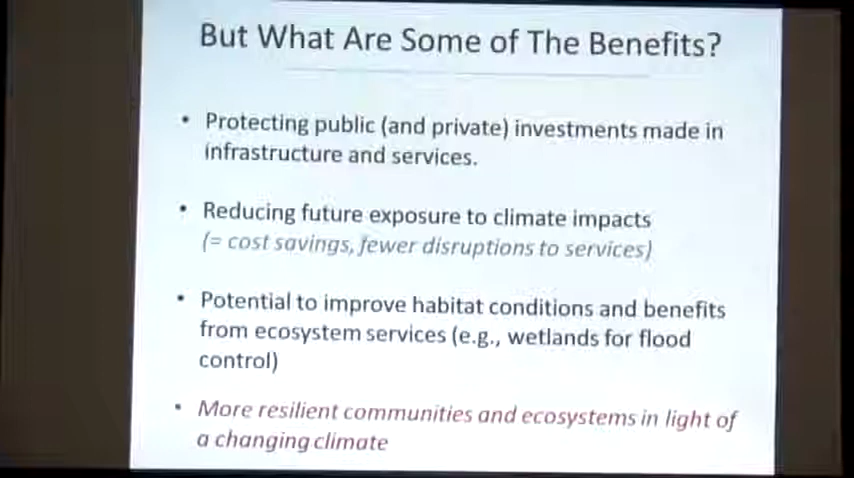 But What Are Some of The Benefits?
• Protecting public (and private) investments made in
infrastructure and services.
• Reducing future exposure to climate impacts
(= cost savings, fewer disruptions to services)
• Potential to improve habitat conditions and benefits
from ecosystem services (e.g., wetlands for flood
control)
• More resilient communities and ecosystems in light of
a changing climate